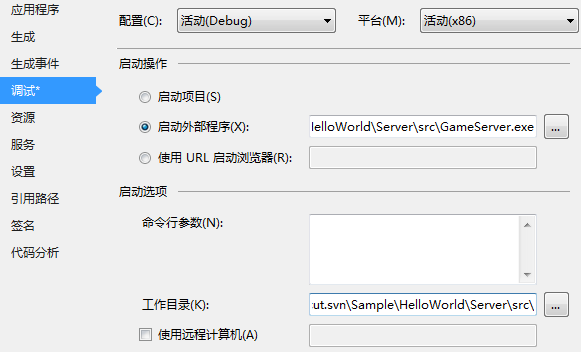 应用程序
生成
生成事件
调试*
资源
服务
设置
引用路径
签名
代码分析
配置(C): 活动(Debug) 平台(M): 活动(x86)
启动操作
启动项目(S)
启动外部程序(X): HelloWorld\Server\src\GameServer.exe ...
使用 URL 启动浏览器(R):
启动选项
命令行参数(N):
工作目录(K): cut.svn\Sample\HelloWorld\Server\src\ ...
使用远程计算机(A)